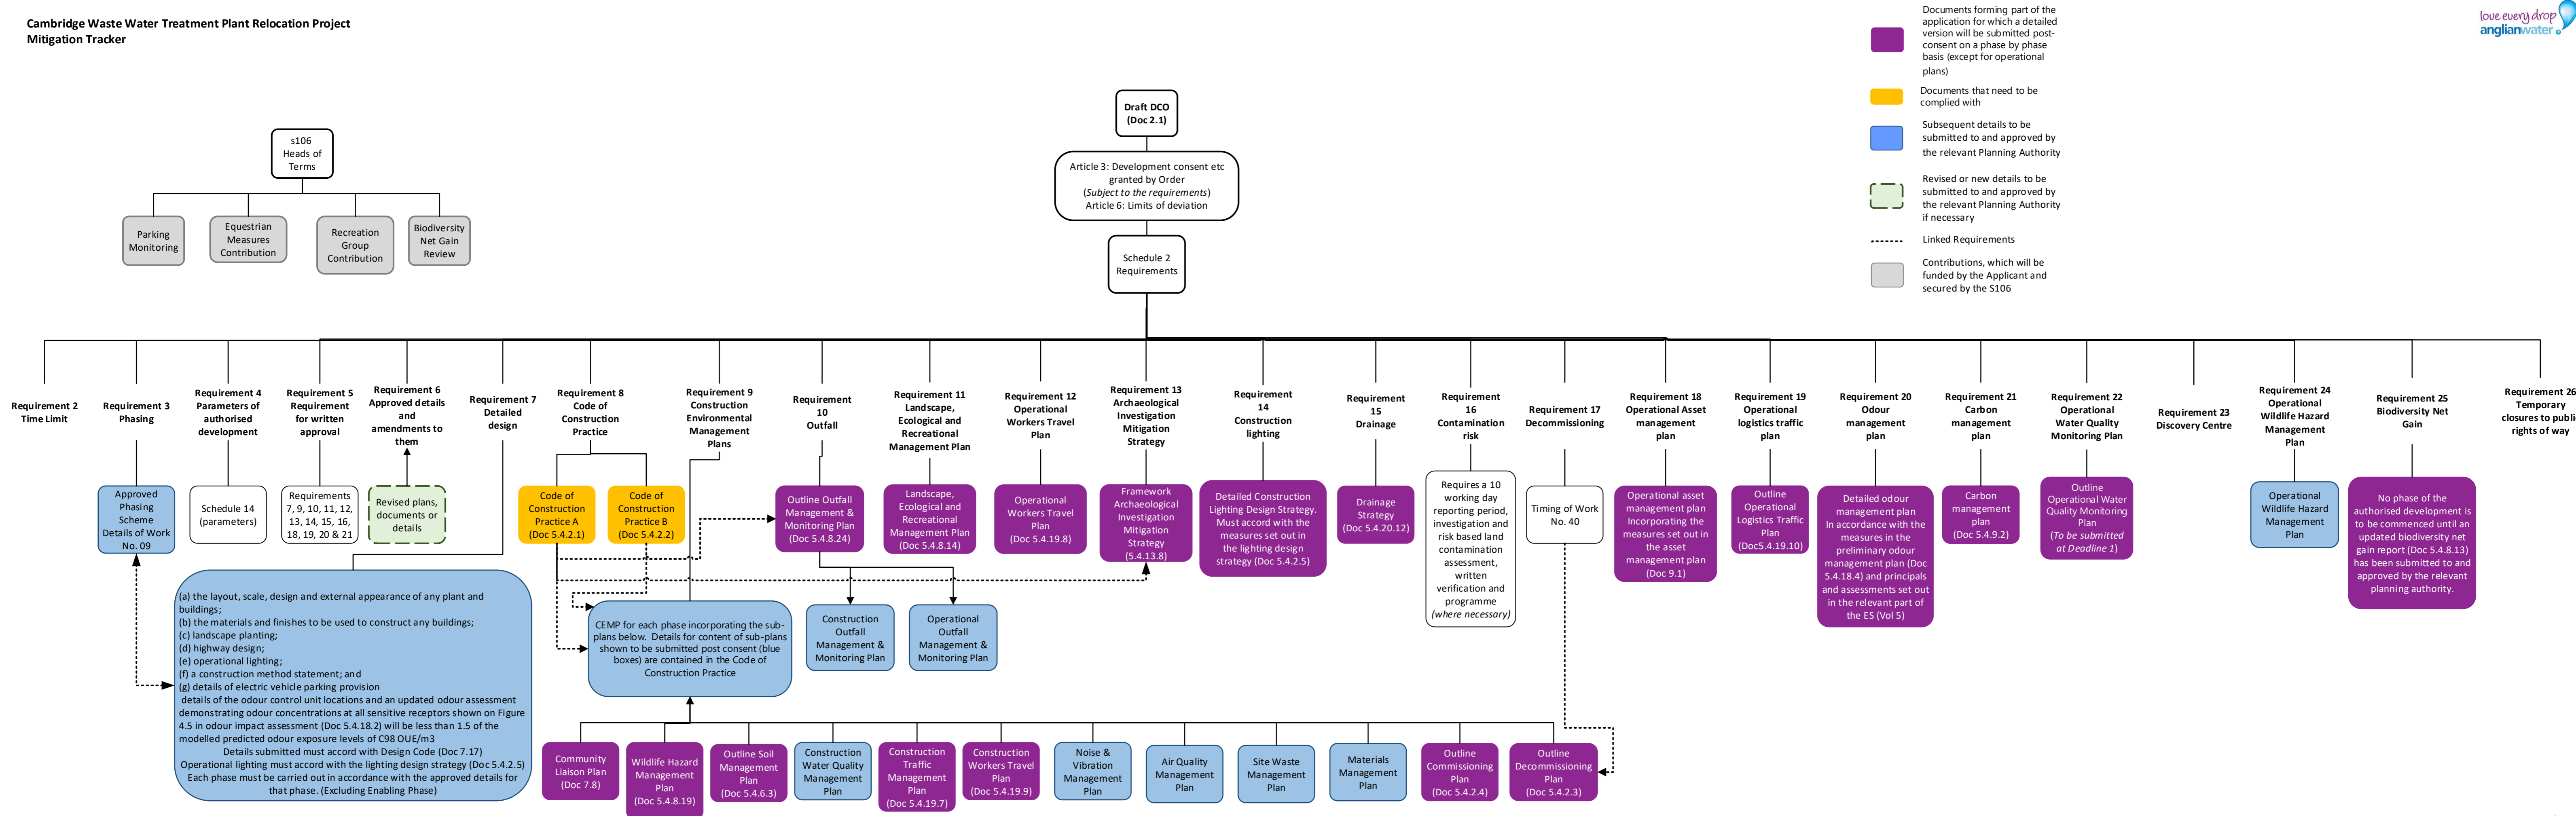 Cambridge Waste Water Treatment Plant Relocation Project
Mitigation Tracker
Documents forming part of the
application for which a detailed
version will be submitted post-
consent on a phase by phase
basis (except for operational
plans)
Documents that need to be
complied with
Subsequent details to be
submitted to and approved by
the relevant Planning Authority
Revised or new details to be
submitted to and approved by
the relevant Planning Authority
if necessary
Linked Requirements
Contributions, which will be
funded by the Applicant and
secured by the S106
love every drop
anglianwater
Draft DCO
(Doc 2.1)
Article 3: Development consent etc
granted by Order
(Subject to the requirements)
Article 6: Limits of deviation
Schedule 2
Requirements
s106
Heads of
Terms
Parking
Monitoring
Equestrian
Measures
Contribution
Recreation
Group
Contribution
Biodiversity
Net Gain
Review
Requirement 2
Time Limit
Requirement 3
Phasing
Requirement 4
Parameters of
authorised
development
Requirement 5
Requirement
for written
approval
Requirement 6
Approved details
and
amendments to
them
Requirement 7
Detailed
design
Requirement 8
Code of
Construction
Practice
Requirement 9
Construction
Environmental
Management
Plans
Requirement
10
Outfall
Requirement 11
Landscape,
Ecological and
Recreational
Management Plan
Requirement 12
Operational
Workers Travel
Plan
Requirement 13
Archaeological
Investigation
Mitigation
Strategy
Requirement
14
Construction
lighting
Requirement
15
Drainage
Requirement
16
Contamination
risk
Requirement 17
Decommissioning
Requirement 18
Operational Asset
management
plan
Requirement 19
Operational
logistics traffic
plan
Requirement 20
Odour
management
plan
Requirement 21
Carbon
management
plan
Requirement 22
Operational
Water Quality
Monitoring Plan
Requirement 23
Discovery Centre
Requirement 24
Operational
Wildlife Hazard
Management
Plan
Requirement 25
Biodiversity Net
Gain
Requirement 26
Temporary
closures to publi
rights of way
Approved
Phasing
Scheme
Details of Work
No. 09
Schedule 14
(parameters)
Requirements
7, 9, 10, 11, 12,
13, 14, 15, 16,
18, 19, 20 & 21
Revised plans,
documents or
details
Code of
Construction
Practice A
(Doc 5.4.2.1)
Code of
Construction
Practice B
(Doc 5.4.2.2)
Outline Outfall
Management &
Monitoring Plan
(Doc 5.4.8.24)
Landscape,
Ecological and
Recreational
Management Plan
(Doc 5.4.8.14)
Operational
Workers Travel
Plan
(Doc 5.4.19.8)
Framework
Archaeological
Investigation
Mitigation
Strategy
(5.4.13.8)
Detailed Construction
Lighting Design Strategy.
Must accord with the
measures set out in
the lighting design
strategy (Doc 5.4.2.5)
Drainage
Strategy
(Doc 5.4.20.12)
Requires a 10
working day
reporting period,
investigation and
risk based land
contamination
assessment,
written
verification and
programme
(where necessary)
Timing of Work
No. 40
Operational asset
management plan
Incorporating the
measures set out in
the asset
management plan
(Doc 9.1)
Outline
Operational
Logistics Traffic
Plan
(Doc5.4.19.10)
Detailed odour
management plan
In accordance with the
measures in the
preliminary odour
management plan (Doc
5.4.18.4) and principals
and assessments set out
in the relevant part of
the ES (Vol 5)
Carbon
management
plan
(Doc 5.4.9.2)
Outline
Operational Water
Quality Monitoring
Plan
(To be submitted
at Deadline 1)
Operational
Wildlife Hazard
Management
Plan
No phase of the
authorised development is
to be commenced until an
updated biodiversity net
gain report (Doc 5.4.8.13)
has been submitted to and
approved by the relevant
planning authority.
(a) the layout, scale, design and external appearance of any plant and
buildings;
(b) the materials and finishes to be used to construct any buildings;
(c) landscape planting;
(d) highway design;
(e) operational lighting;
(f) a construction method statement; and
(g) details of electric vehicle parking provision
details of the odour control unit locations and an updated odour assessment
demonstrating odour concentrations at all sensitive receptors shown on Figure
4.5 in odour impact assessment (Doc 5.4.18.2) will be less than 1.5 of the
modelled predicted odour exposure levels of C98 OUE/m3
Details submitted must accord with Design Code (Doc 7.17)
Operational lighting must accord with the lighting design strategy (Doc 5.4.2.5)
Each phase must be carried out in accordance with the approved details for
that phase. (Excluding Enabling Phase)
CEMP for each phase incorporating the sub-
plans below. Details for content of sub-plans
shown to be submitted post consent (blue
boxes) are contained in the Code of
Construction Practice
Construction
Outfall
Management &
Monitoring Plan
Operational
Outfall
Management &
Monitoring Plan
Community
Liaison Plan
(Doc 7.8)
Wildlife Hazard
Management
Plan
(Doc 5.4.8.19)
Outline Soil
Management
Plan
(Doc 5.4.6.3)
Construction
Water Quality
Management
Plan
Construction
Traffic
Management
Plan
(Doc 5.4.19.7)
Construction
Workers Travel
Plan
(Doc 5.4.19.9)
Noise &
Vibration
Management
Plan
Air Quality
Management
Plan
Site Waste
Management
Plan
Materials
Management
Plan
Outline
Commissioning
Plan
(Doc 5.4.2.4)
Outline
Decommissioning
Plan
(Doc 5.4.2.3)